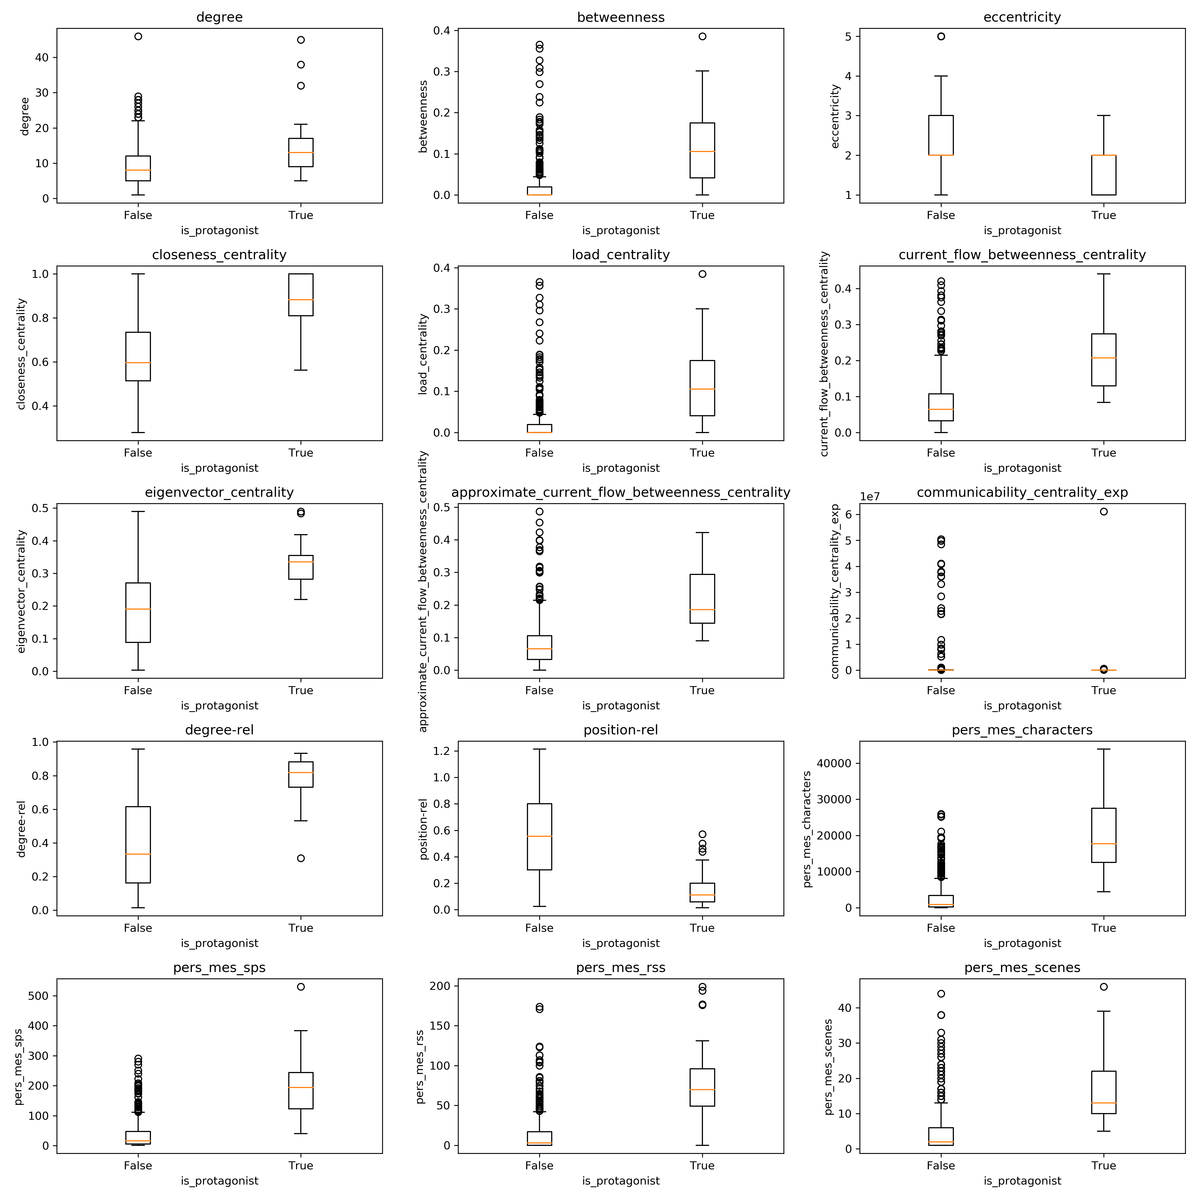 degree
40
30
20
10
0
degree
False True
is_protagonist
betweenness
0.4
0.3
0.2
0.1
0.0
betweenness
False True
is_protagonist
eccentricity
5
4
3
2
1
eccentricity
False True
is_protagonist
closeness_centrality
1.0
0.8
0.6
0.4
closeness_centrality
False True
is_protagonist
load_centrality
0.4
0.3
0.2
0.1
0.0
load_centrality
False True
is_protagonist
current_flow_betweenness_centrality
0.4
0.3
0.2
0.1
0.0
current_flow_betweenness_centrality
False True
is_protagonist
eigenvector_centrality
0.5
0.4
0.3
0.2
0.1
0.0
eigenvector_centrality
False True
is_protagonist
approximate_current_flow_betweenness_centrality
0.5
0.4
0.3
0.2
0.1
0.0
approximate_current_flow_betweenness_centrality
False True
is_protagonist
communicability_centrality_exp
1e7
6
5
4
3
2
1
0
communicability_centrality_exp
False True
is_protagonist
degree-rel
1.0
0.8
0.6
0.4
0.2
0.0
degree-rel
False True
is_protagonist
position-rel
1.2
1.0
0.8
0.6
0.4
0.2
0.0
position-rel
False True
is_protagonist
pers_mes_characters
40000
30000
20000
10000
0
pers_mes_characters
False True
is_protagonist
pers_mes_sps
500
400
300
200
100
0
pers_mes_sps
False True
is_protagonist
pers_mes_rss
200
150
100
50
0
pers_mes_rss
False True
is_protagonist
pers_mes_scenes
40
30
20
10
0
pers_mes_scenes
False True
is_protagonist